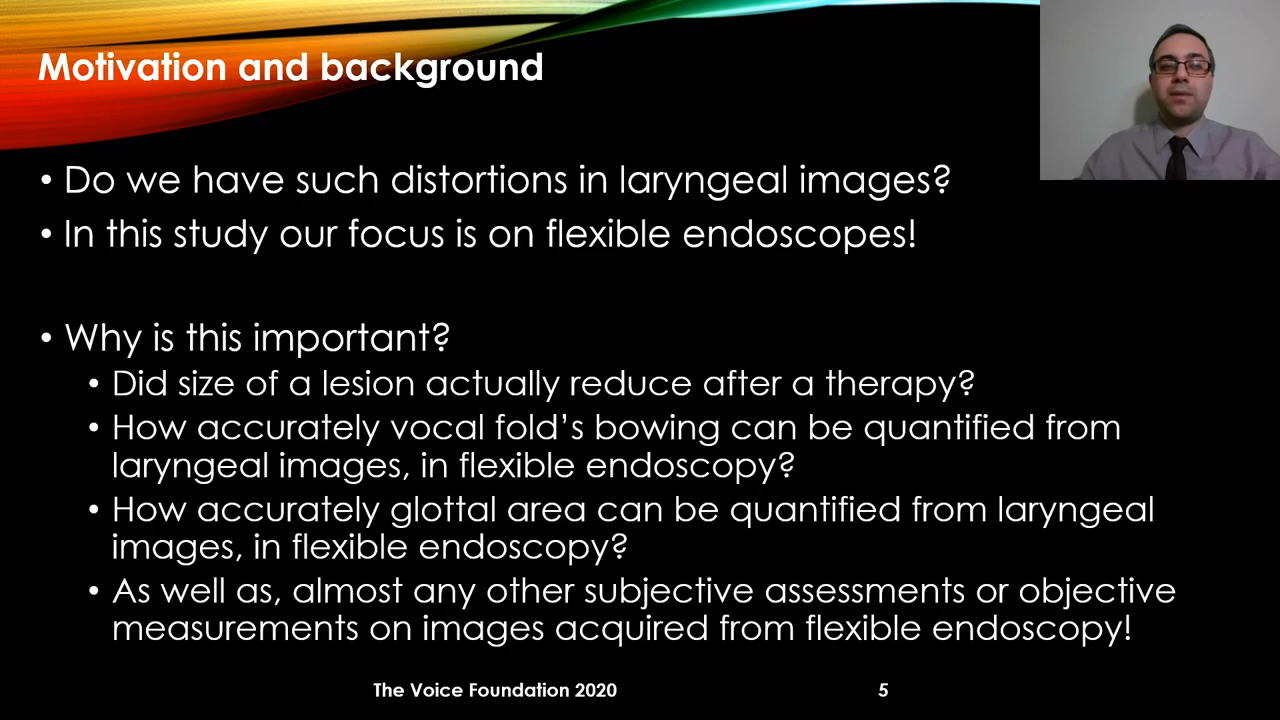 Motivation and background
• Do we have such distortions in laryngeal images?
• In this study our focus is on flexible endoscopes!
• Why is this important?
• Did size of a lesion actually reduce after a therapy?
• How accurately vocal fold’s bowing can be quantified from
laryngeal images, in flexible endoscopy?
• How accurately glottal area can be quantified from laryngeal
images, in flexible endoscopy?
• As well as, almost any other subjective assessments or objective
measurements on images acquired from flexible endoscopy!
The Voice Foundation 2020
5